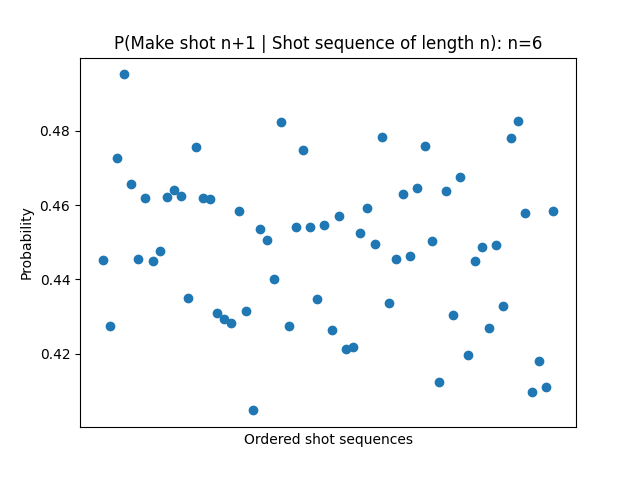 P(Make shot n+1 | Shot sequence of length n): n=6
0.48
0.46
0.44
0.42
Probability
Ordered shot sequences